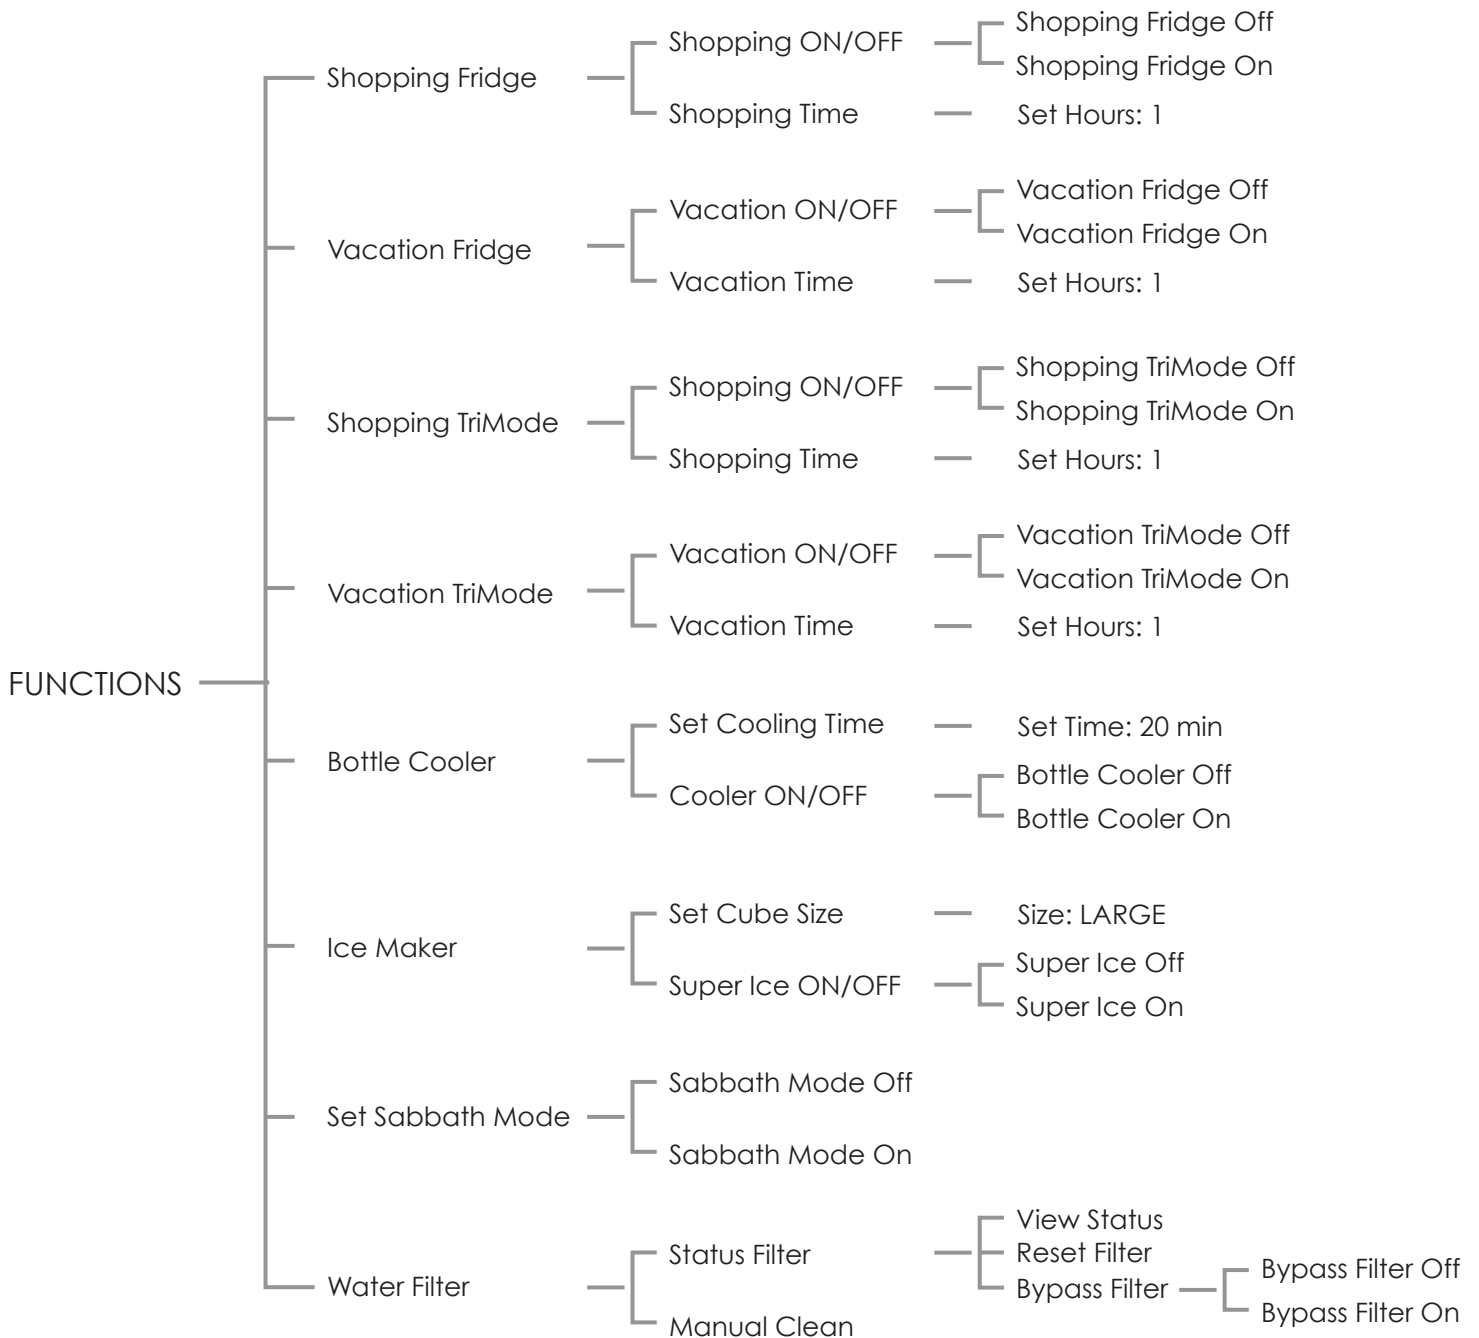 FUNCTIONS
Shopping Fridge
Shopping ON/OFF
Shopping Fridge Off
Shopping Fridge On
Shopping Time
Set Hours: 1
Vacation Fridge
Vacation ON/OFF
Vacation Fridge Off
Vacation Fridge On
Vacation Time
Set Hours: 1
Shopping TriMode
Shopping ON/OFF
Shopping TriMode Off
Shopping TriMode On
Shopping Time
Set Hours: 1
Vacation TriMode
Vacation ON/OFF
Vacation TriMode Off
Vacation TriMode On
Vacation Time
Set Hours: 1
Bottle Cooler
Set Cooling Time
Set Time: 20 min
Cooler ON/OFF
Bottle Cooler Off
Bottle Cooler On
Ice Maker
Set Cube Size
Size: LARGE
Super Ice ON/OFF
Super Ice Off
Super Ice On
Set Sabbath Mode
Sabbath Mode Off
Sabbath Mode On
Water Filter
Status Filter
View Status
Reset Filter
Bypass Filter
Bypass Filter Off
Bypass Filter On
Manual Clean